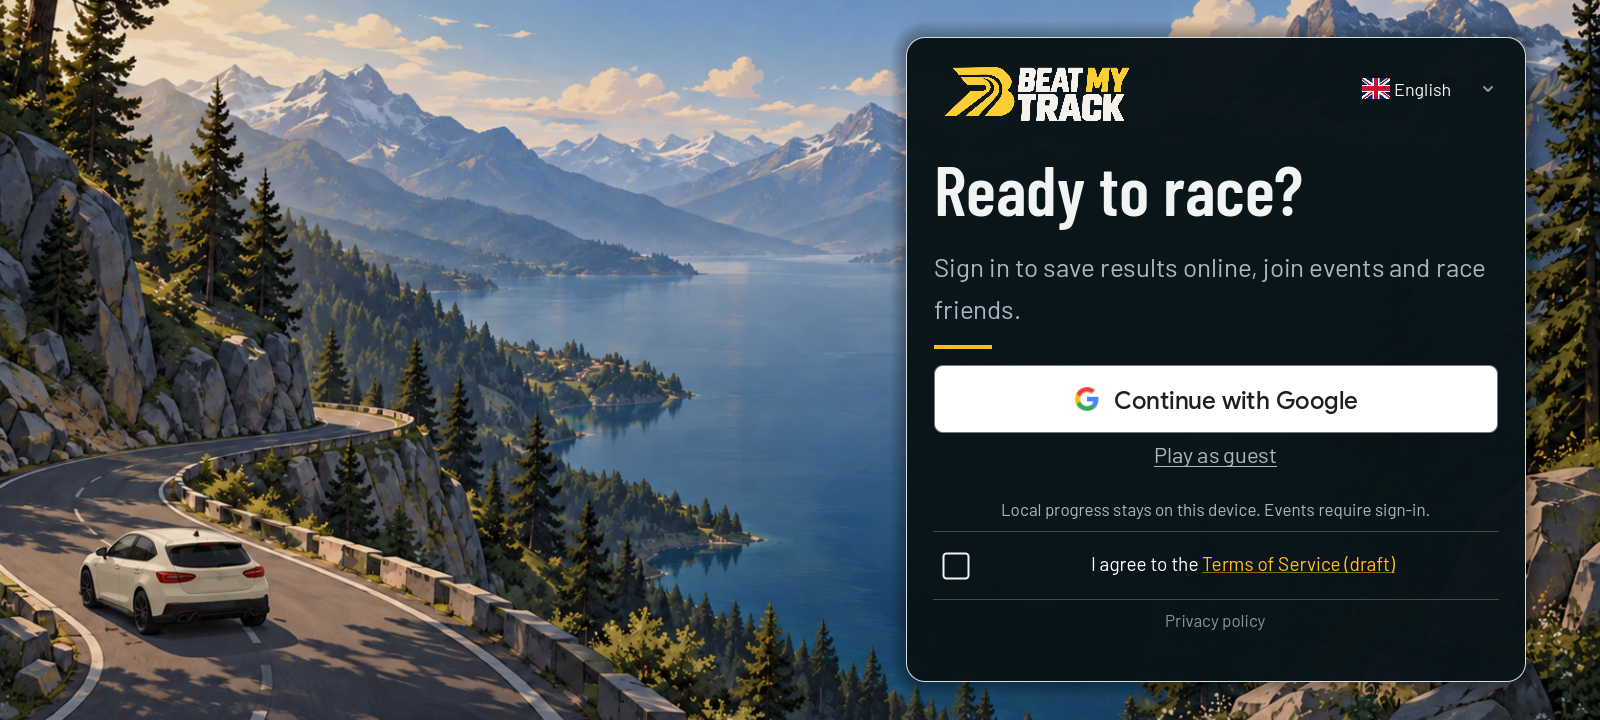 BEAT MY
TRACK
English
Ready to race?
Sign in to save results online, join events and race
friends.
Continue with Google
Play as guest
Local progress stays on this device. Events require sign-in.
I agree to the Terms of Service (draft)
Privacy policy